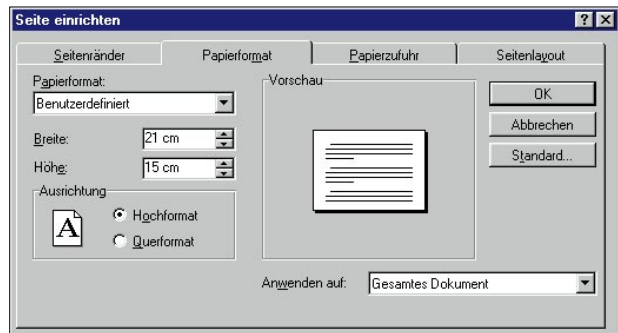 Seite einrichten
Seitenränder Papierformat Papierzufuhr Seitenlayout
Papierformat:
Benutzerdefiniert
Breite: 21 cm
Höhe: 15 cm
Ausrichtung
A
Hochformat
Querformat
Vorschau
Anwenden auf: Gesamtes Dokument
OK
Abbrechen
Standard...